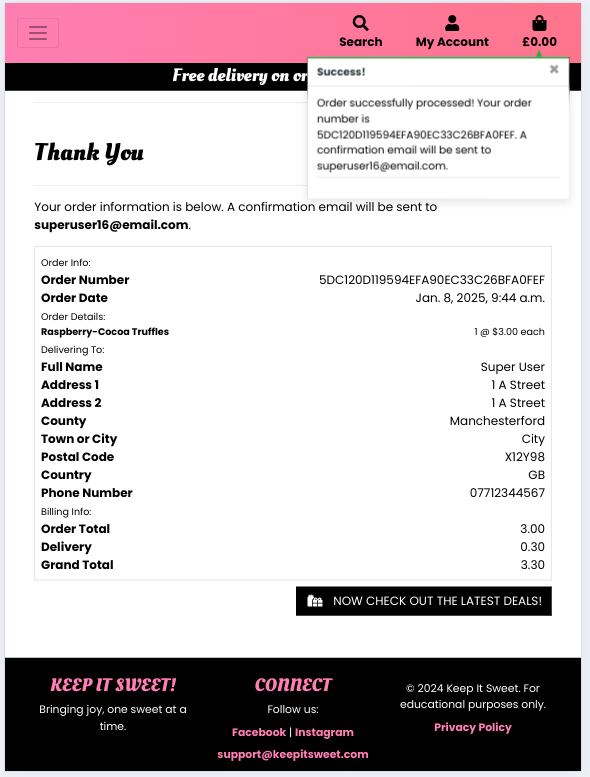 Search
My Account
£0.00
Free delivery on or
Success!
✖
Order successfully processed! Your order
number is
5DC120D119594EFA90EC33C26BFA0FEF. A
confirmation email will be sent to
superuser16@email.com.
Thank You
Your order information is below. A confirmation email will be sent to
superuser16@email.com.
Order Info:
Order Number 5DC120D119594EFA90EC33C26BFA0FEF
Order Date Jan. 8, 2025, 9:44 a.m.
Order Details:
Raspberry-Cocoa Truffles 1 @ $3.00 each
Delivering To:
Full Name Super User
Address 1 1 A Street
Address 2 1 A Street
County Manchesterford
Town or City City
Postal Code X12Y98
Country GB
Phone Number 07712344567
Billing Info:
Order Total 3.00
Delivery 0.30
Grand Total 3.30
NOW CHECK OUT THE LATEST DEALS!
KEEP IT SWEET!
Bringing joy, one sweet at a
time.
CONNECT
Follow us:
Facebook | Instagram
support@keepitsweet.com
© 2024 Keep It Sweet. For
educational purposes only.
Privacy Policy